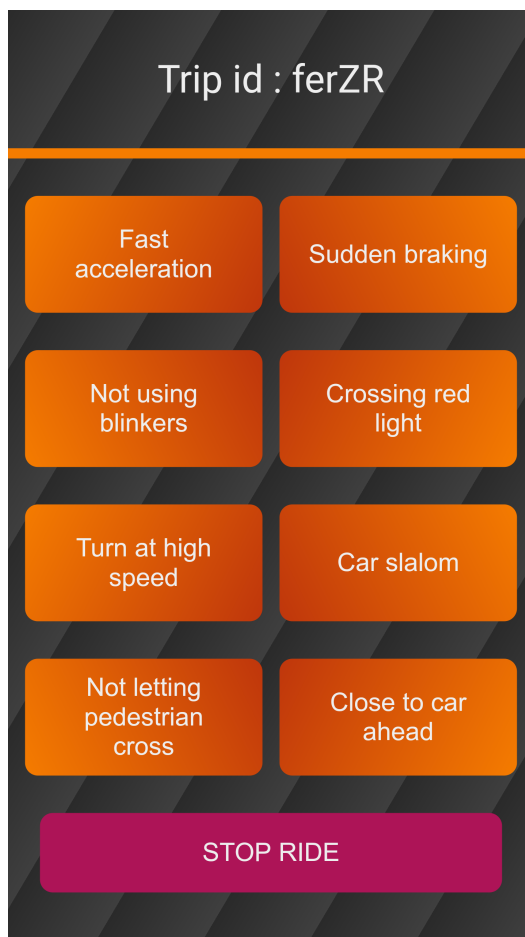 Trip id : ferZR
Fast
acceleration
Sudden braking
Not using
blinkers
Crossing red
light
Turn at high
speed
Car slalom
Not letting
pedestrian
cross
Close to car
ahead
STOP RIDE